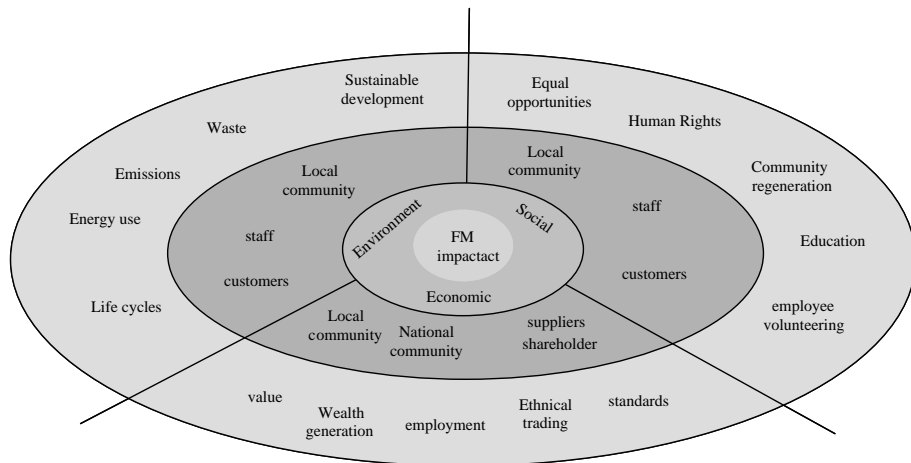 Sustainable
development
Equal
opportunities
Waste
Human Rights
Emissions
Local
community
Local
community
Community
regeneration
Energy use
staff
Environment
Social
staff
FM
impactact
Education
customers
customers
Economic
Life cycles
Local
community
National
community
suppliers
shareholder
employee
volunteering
value
Wealth
generation
employment
Ethnical
trading
standards